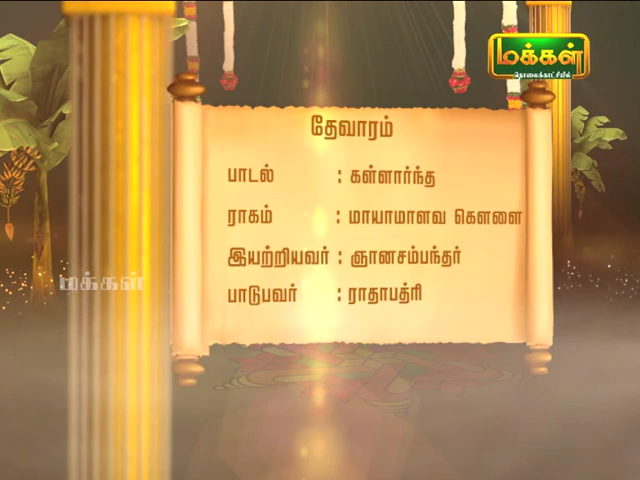 மக்கள்
தொலைக்காட்சியில்
தேவாரம்
பாடல் : கள்ளார்ந்த
ராகம் : மாயாமாளவ கௌளை
இயற்றியவர் : ஞானசம்பந்தர்
மக்கள்
பாடுபவர் : ராதாபத்ரி